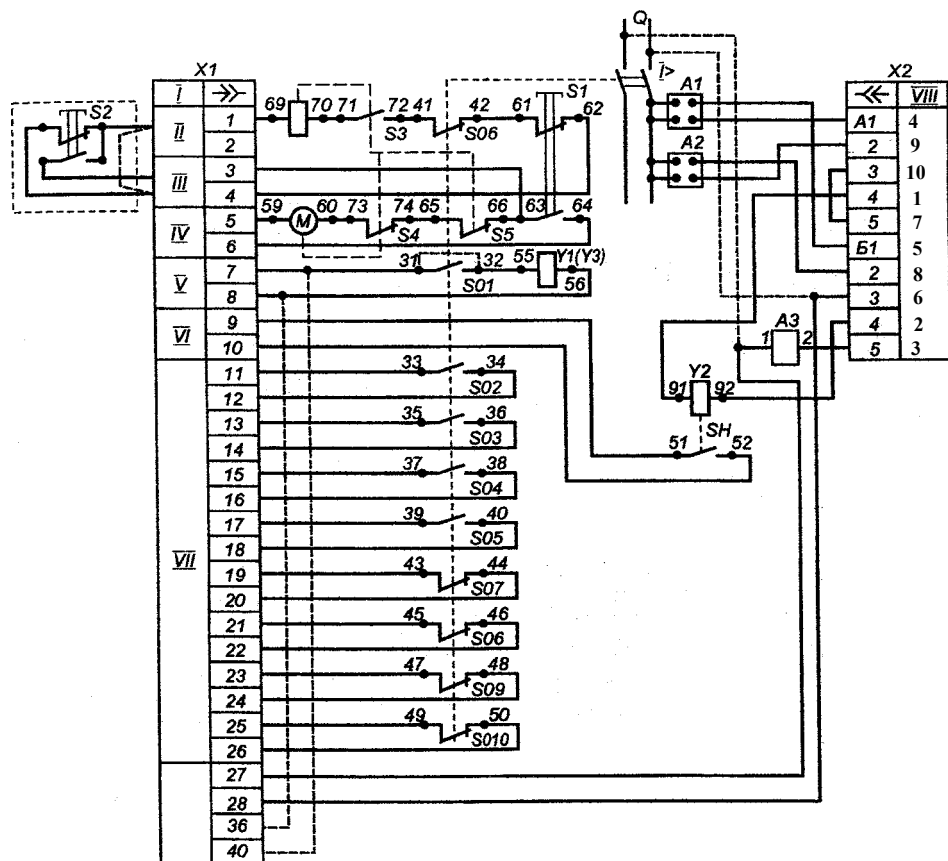 Q
X1
I
S2
II
1
69
70
71
72
41
42
61
S1
62
S3
S06
2
III
3
4
IV
5
59
M
60
73
74
65
66
63
64
S4
S5
6
V
7
31
32
55
Y1(Y3)
56
S01
8
VI
9
10
VII
11
33
34
S02
12
13
35
36
S03
14
15
37
38
S04
16
17
39
40
S05
18
19
43
44
S07
20
21
45
46
S06
22
23
47
48
S09
24
25
49
50
S010
26
27
28
36
40
I>
A1
A2
X2
VIII
A1 4
2 9
3 10
4 1
5 7
Б1 5
2 8
3 6
4 2
5 3
1
A3
2
Y2
91
92
SH
51
52